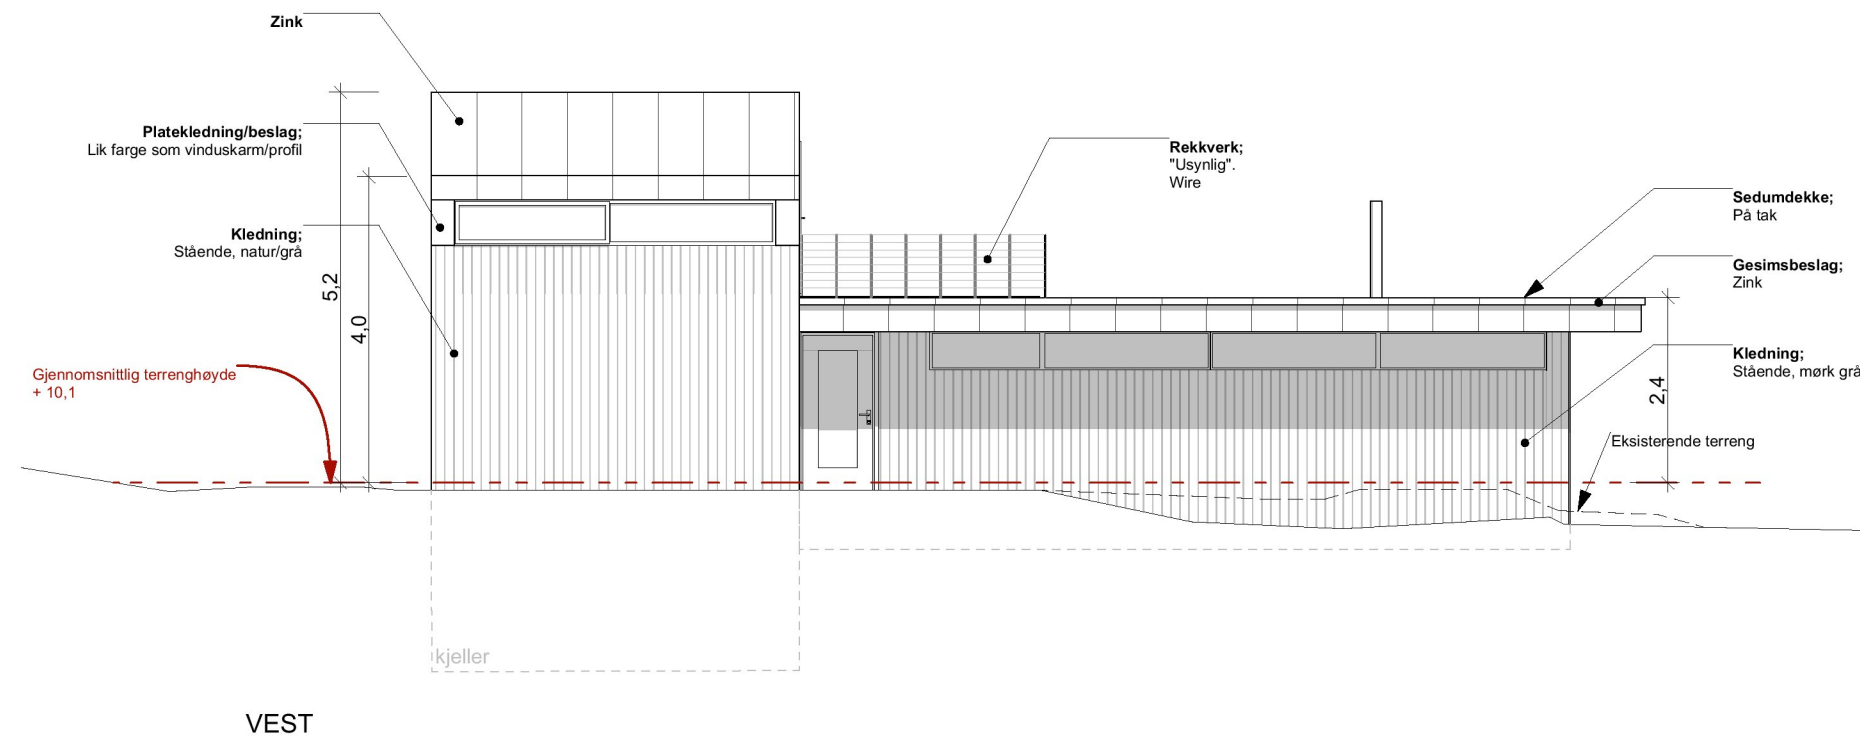 Zink
Platekledning/beslag;
Lik farge som vinduskarm/profil
Kledning;
Stående, natur/grå
5,2
4,0
Gjennomsnittlig terrenghøyde
+ 10,1
Rekkverk;
"Usynlig".
Wire
Sedumdekke;
På tak
Gesimsbeslag;
Zink
Kledning;
Stående, mørk grå
2,4
Eksisterende terreng
kjeller
VEST